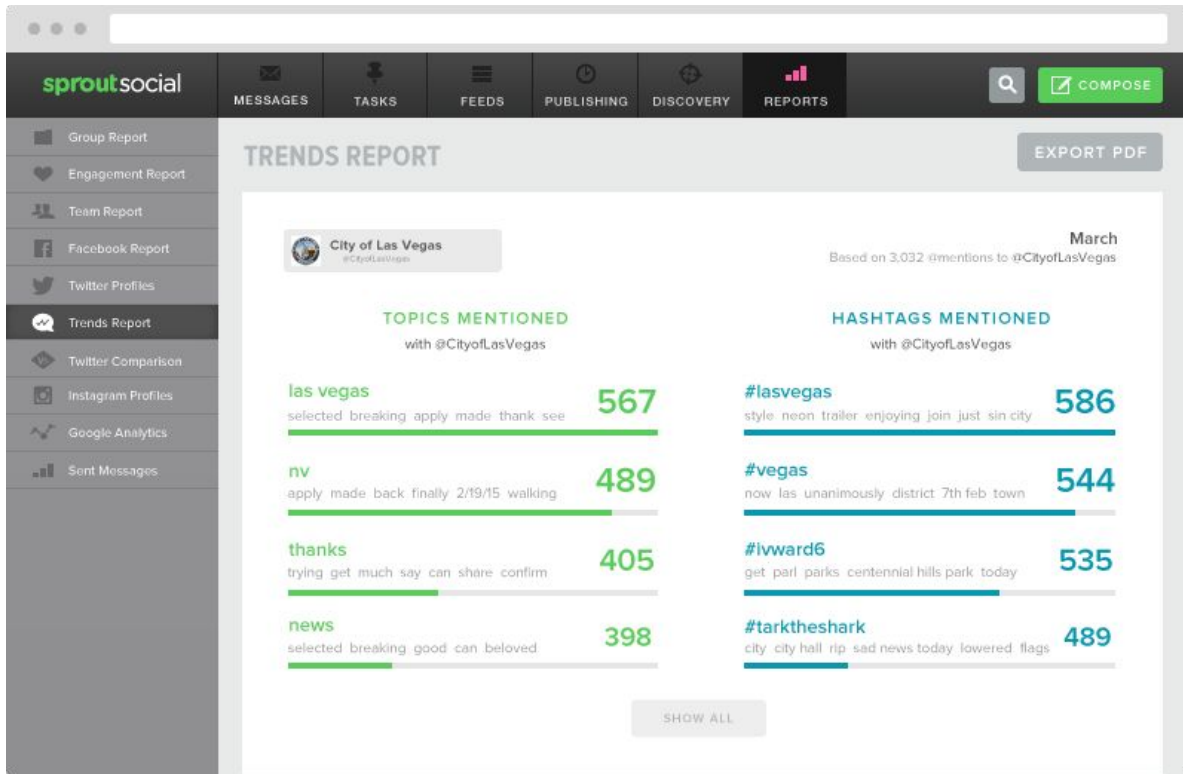 sproutsocial
MESSAGES
TASKS
FEEDS
PUBLISHING
DISCOVERY
REPORTS
COMPOSE
Group Report
Engagement Report
Team Report
Facebook Report
Twitter Profiles
Trends Report
Twitter Comparison
Instagram Profiles
Google Analytics
Sent Messages
TRENDS REPORT
EXPORT PDF
City of Las Vegas
@CityofLasVegas
March
Based on 3,032 @mentions to @CityofLasVegas
TOPICS MENTIONED
with @CityofLasVegas
las vegas
selected breaking apply made thank see
567
nv
apply made back finally 2/19/15 walking
489
thanks
trying get much say can share confirm
405
news
selected breaking good can beloved
398
HASHTAGS MENTIONED
with @CityofLasVegas
#lasvegas
style neon trailer enjoying join just sin city
586
#vegas
now las unanimously district 7th feb town
544
#ivward6
get parl parks centennial hills park today
535
#tarktheshark
city city hall rip sad news today lowered flags
489
SHOW ALL